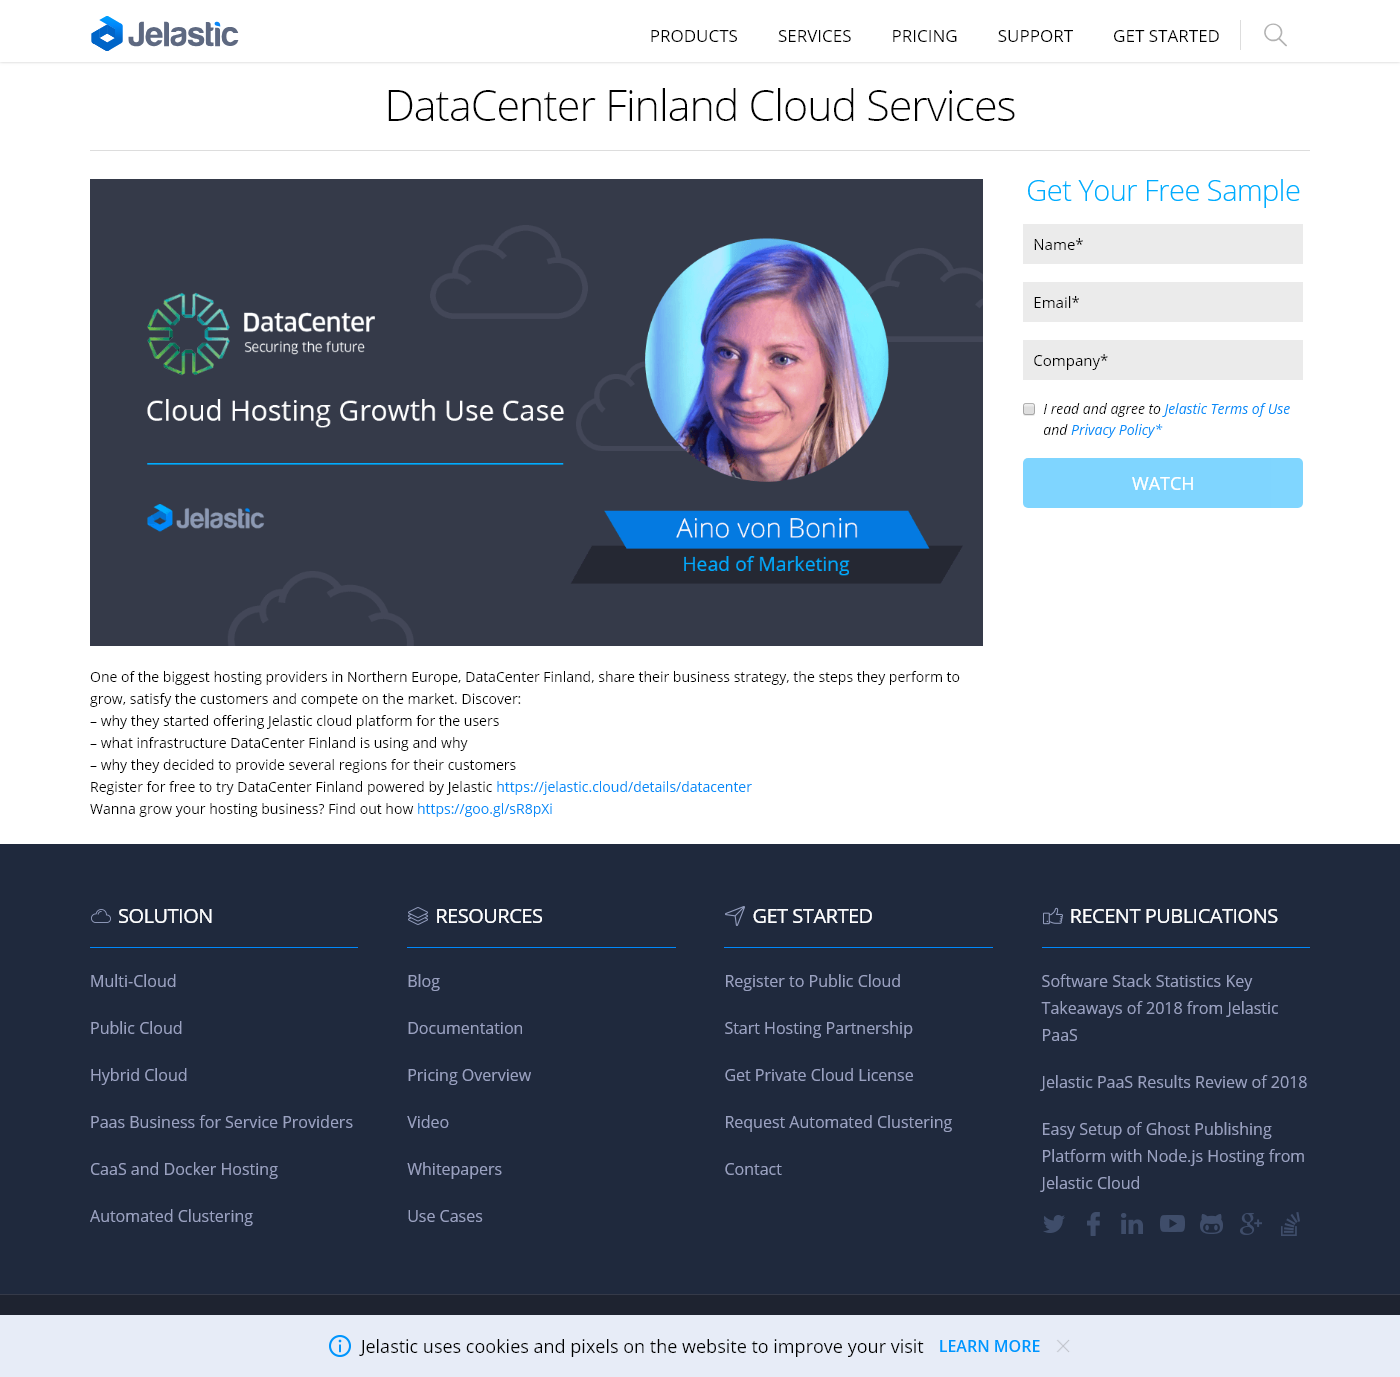 Jelastic
PRODUCTS
SERVICES
PRICING
SUPPORT
GET STARTED
DataCenter Finland Cloud Services
DataCenter
Securing the future
Cloud Hosting Growth Use Case
Jelastic
Aino von Bonin
Head of Marketing
Get Your Free Sample
Name*
Email*
Company*
I read and agree to Jelastic Terms of Use
and Privacy Policy*
WATCH
One of the biggest hosting providers in Northern Europe, DataCenter Finland, share their business strategy, the steps they perform to
grow, satisfy the customers and compete on the market. Discover:
– why they started offering Jelastic cloud platform for the users
– what infrastructure DataCenter Finland is using and why
– why they decided to provide several regions for their customers
Register for free to try DataCenter Finland powered by Jelastic https://jelastic.cloud/details/datacenter
Wanna grow your hosting business? Find out how https://goo.gl/sR8pXi
SOLUTION
Multi-Cloud
Public Cloud
Hybrid Cloud
Paas Business for Service Providers
CaaS and Docker Hosting
Automated Clustering
RESOURCES
Blog
Documentation
Pricing Overview
Video
Whitepapers
Use Cases
GET STARTED
Register to Public Cloud
Start Hosting Partnership
Get Private Cloud License
Request Automated Clustering
Contact
RECENT PUBLICATIONS
Software Stack Statistics Key
Takeaways of 2018 from Jelastic
PaaS
Jelastic PaaS Results Review of 2018
Easy Setup of Ghost Publishing
Platform with Node.js Hosting from
Jelastic Cloud
Jelastic uses cookies and pixels on the website to improve your visit LEARN MORE